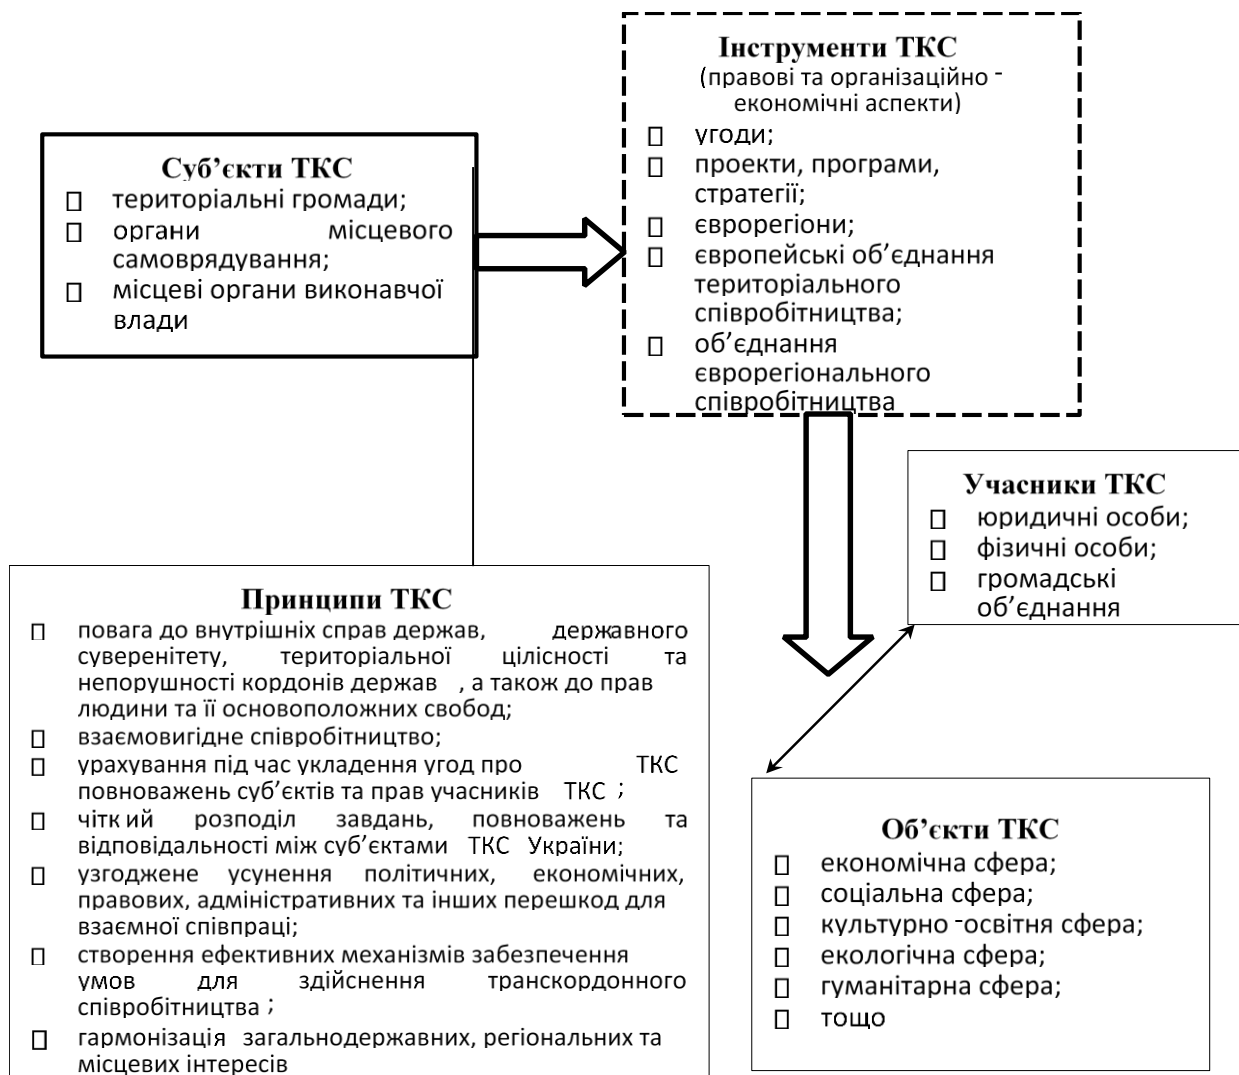 Інструменти ТКС
(правові та організаційно -
економічні аспекти)
угоди;
проекти, програми,
стратегії;
єврорегіони;
європейські об’єднання
територіального
співробітництва;
об’єднання
єврорегіонального
співробітництва
Суб’єкти ТКС
територіальні громади;
органи місцевого
самоврядування;
місцеві органи виконавчої
влади
Учасники ТКС
юридичні особи;
фізичні особи;
громадські
об’єднання
Принципи ТКС
повага до внутрішніх справ держав, державного
суверенітету, територіальної цілісності та
непорушності кордонів держав , а також до прав
людини та її основоположних свобод;
взаємовигідне співробітництво;
урахування під час укладення угод про ТКС
повноважень суб’єктів та прав учасників ТКС ;
чітк ий розподіл завдань, повноважень та
відповідальності між суб’єктами ТКС України;
узгоджене усунення політичних, економічних,
правових, адміністративних та інших перешкод для
взаємної співпраці;
створення ефективних механізмів забезпечення
умов для здійснення транскордонного
співробітництва ;
гармонізація загальнодержавних, регіональних та
місцевих інтересів
Об’єкти ТКС
економічна сфера;
соціальна сфера;
культурно -освітня сфера;
екологічна сфера;
гуманітарна сфера;
тощо